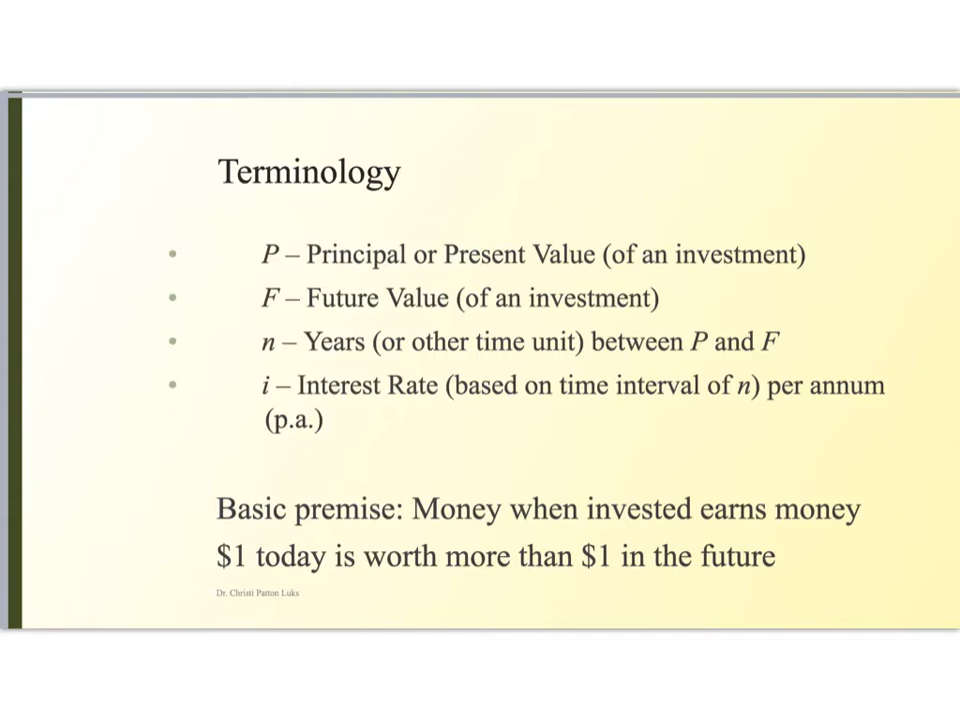 Terminology
• P – Principal or Present Value (of an investment)
• F – Future Value (of an investment)
• n – Years (or other time unit) between P and F
• i – Interest Rate (based on time interval of n) per annum
(p.a.)
Basic premise: Money when invested earns money
$1 today is worth more than $1 in the future
Dr. Christi Patton Luks